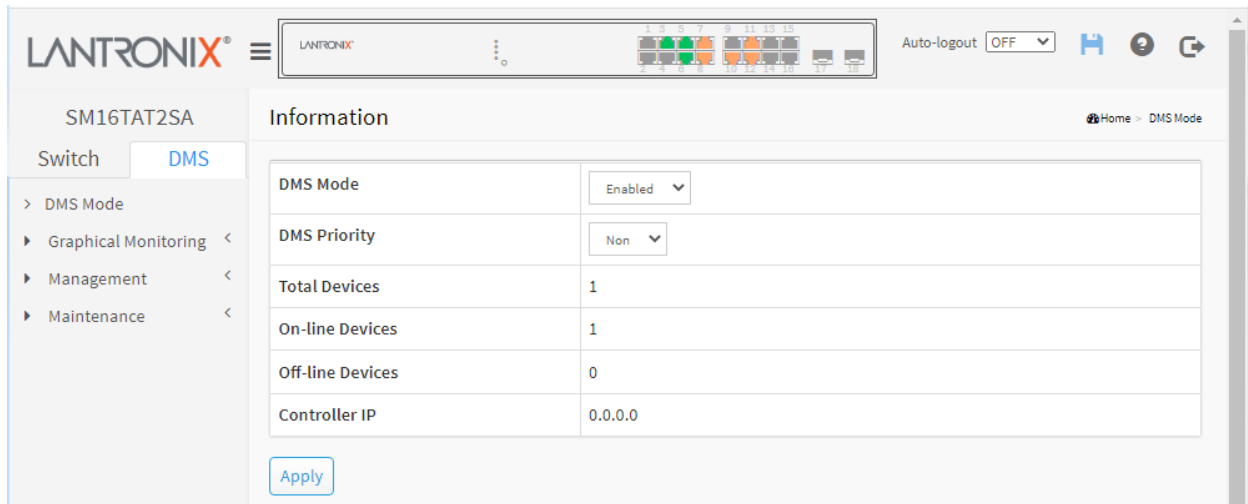 LANTRONIX®
LANTRONIX
1 3 5 7 9 11 13 15
2 4 6 8 10 12 14 16 17 18
Auto-logout OFF
SM16TAT2SA
Switch DMS
> DMS Mode
Graphical Monitoring <
Management <
Maintenance <
Information
Home > DMS Mode
DMS Mode Enabled
DMS Priority Non
Total Devices 1
On-line Devices 1
Off-line Devices 0
Controller IP 0.0.0.0
Apply